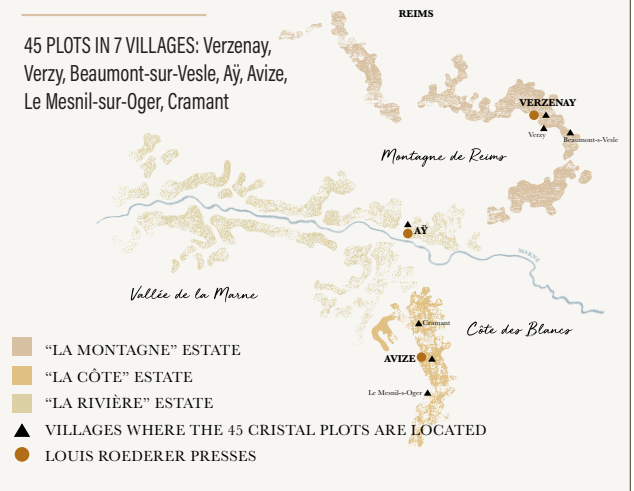 REIMS
45 PLOTS IN 7 VILLAGES: Verzenay,
Verzy, Beaumont-sur-Vesle, Aÿ, Avize,
Le Mesnil-sur-Oger, Cramant
VERZENAY
Verzy
Beaumont-s-Vesle
Montagne de Reims
AŸ
MARNE
Vallée de la Marne
Cramant
Côte des Blancs
AVIZE
Le Mesnil-s-Oger
“LA MONTAGNE” ESTATE
“LA CÔTE” ESTATE
“LA RIVIÈRE” ESTATE
VILLAGES WHERE THE 45 CRISTAL PLOTS ARE LOCATED
LOUIS ROEDERER PRESSES